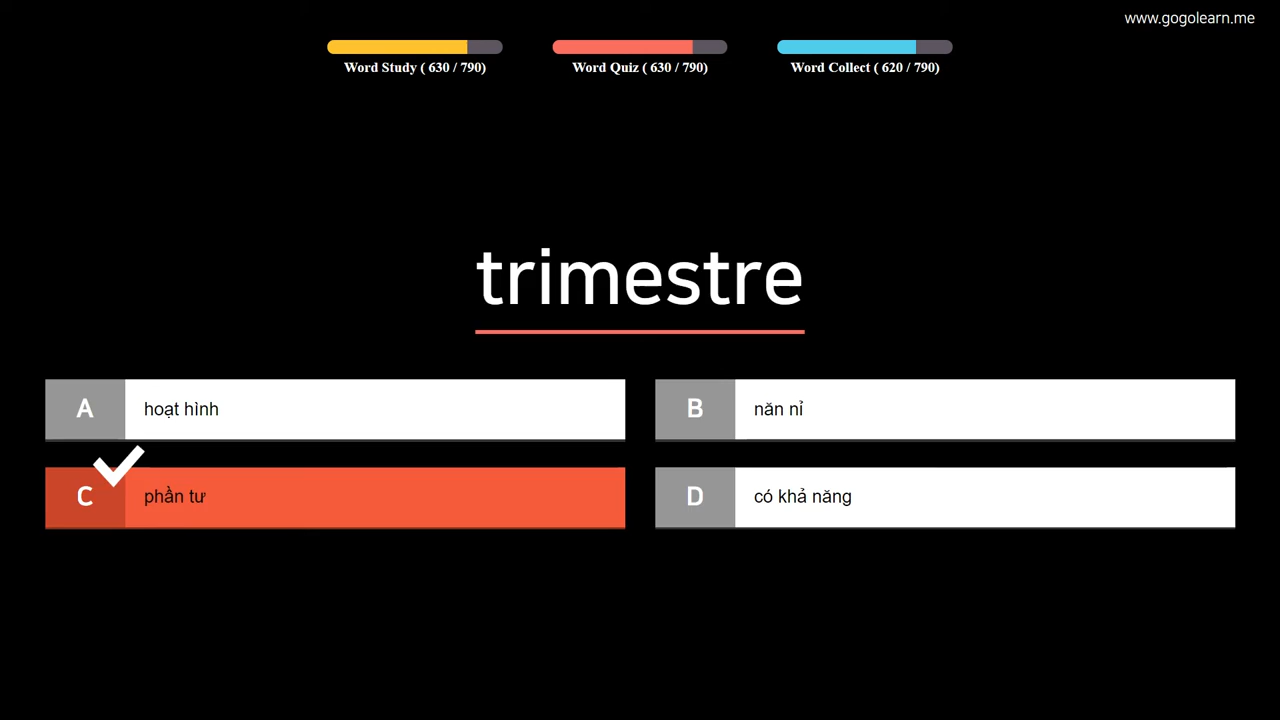 www.gogolearn.me
Word Study ( 630 / 790)
Word Quiz ( 630 / 790)
Word Collect ( 620 / 790)
trimestre
A hoạt hình
B năn nỉ
C phần tư
D có khả năng